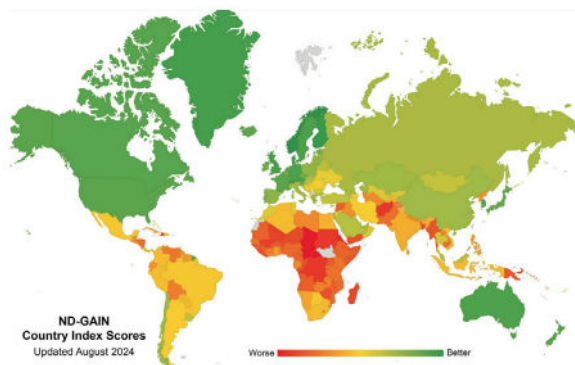 ND-GAIN
Country Index Scores
Updated August 2024
Worse Better